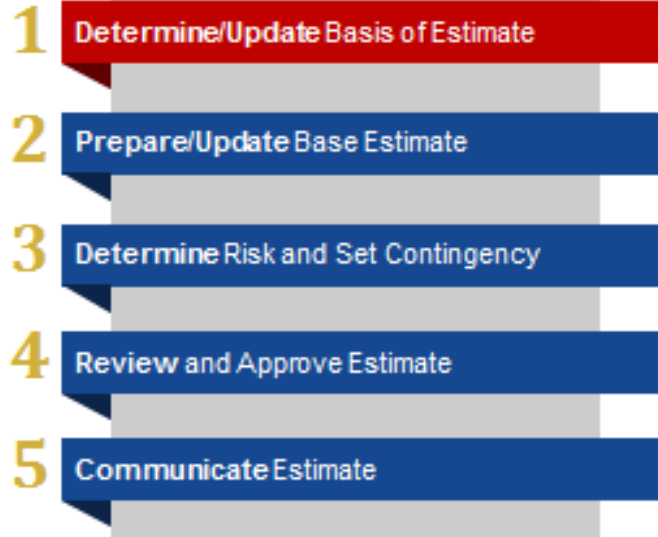 1 Determine/Update Basis of Estimate
2 Prepare/Update Base Estimate
3 Determine Risk and Set Contingency
4 Review and Approve Estimate
5 Communicate Estimate